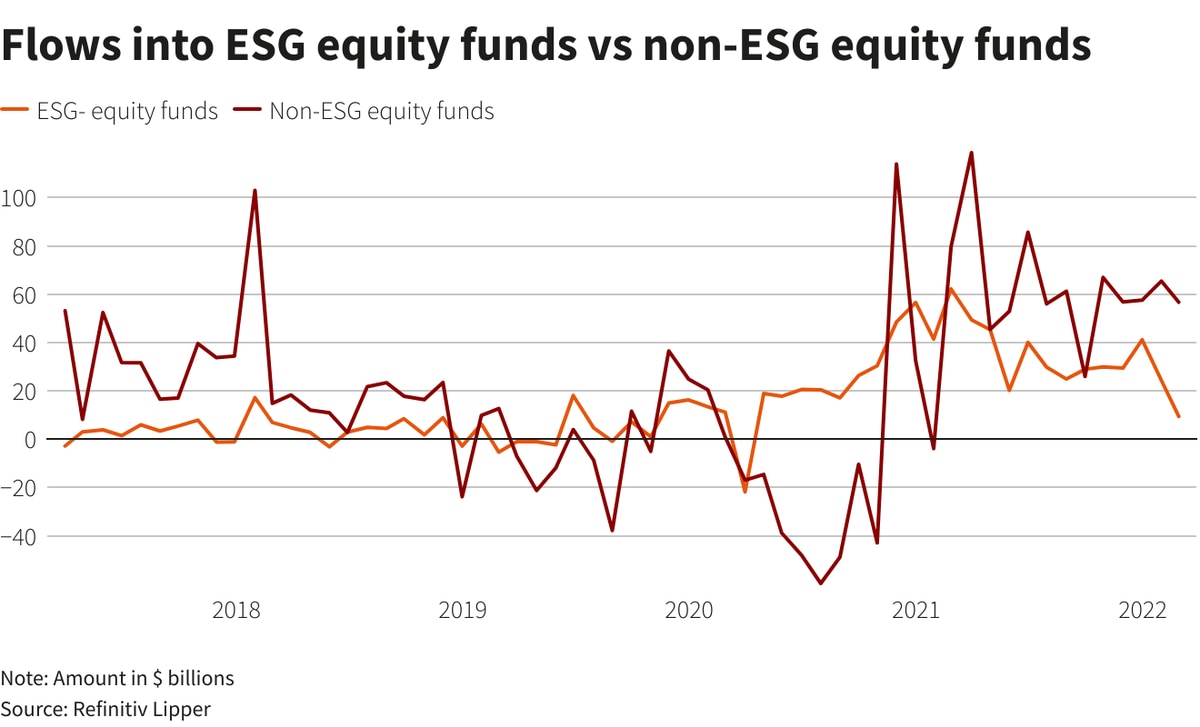 Flows into ESG equity funds vs non-ESG equity funds
ESG- equity funds Non-ESG equity funds
100
80
60
40
20
0
−20
−40
2018 2019 2020 2021 2022
Note: Amount in $ billions
Source: Refinitiv Lipper